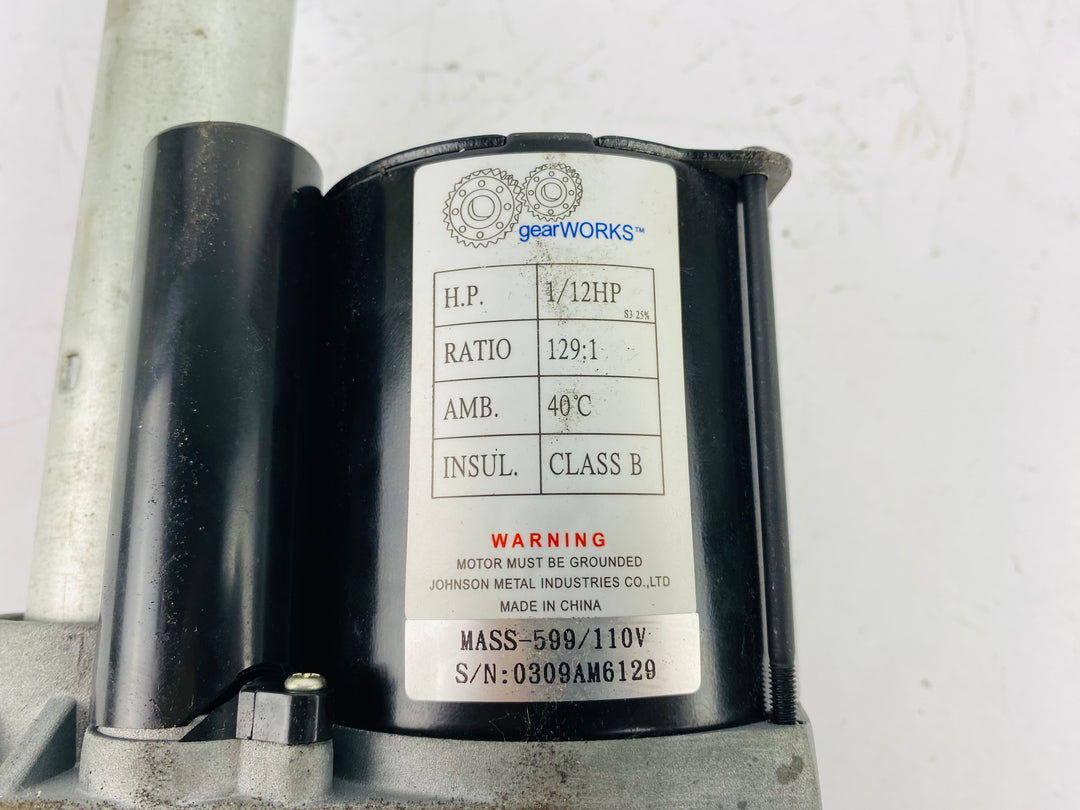 gearWORKS™
H.P. 1/12HP S3 25%
RATIO 129:1
AMB. 40℃
INSUL. CLASS B
WARNING
MOTOR MUST BE GROUNDED
JOHNSON METAL INDUSTRIES CO.,LTD
MADE IN CHINA
MASS-599/110V
S/N:0309AM6129